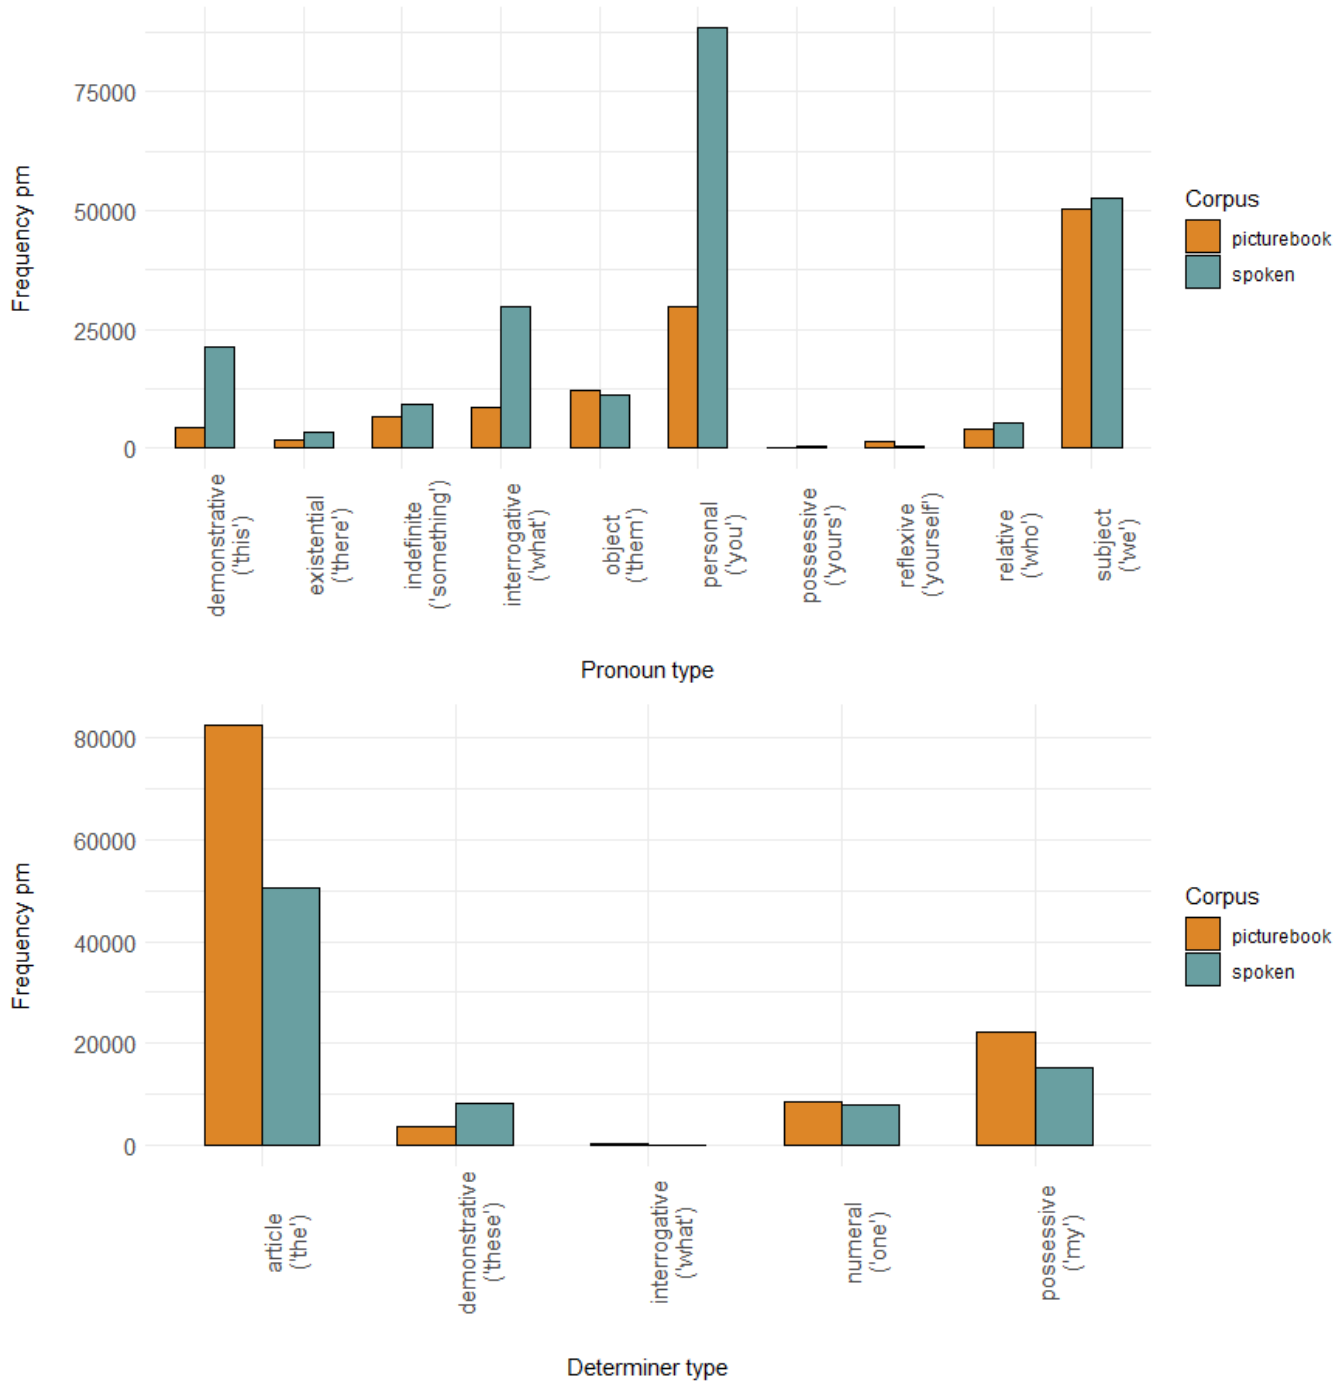 75000
50000
25000
0
Frequency pm
demonstrative
('this')
existential
('there')
indefinite
('something')
interrogative
('what')
object
('them')
personal
('you')
possessive
('yours')
reflexive
('yourself')
relative
('who')
subject
('we')
Pronoun type
Corpus
picturebook
spoken
80000
60000
40000
20000
0
Frequency pm
article
('the')
demonstrative
('these')
interrogative
('what')
numeral
('one')
possessive
('my')
Determiner type
Corpus
picturebook
spoken